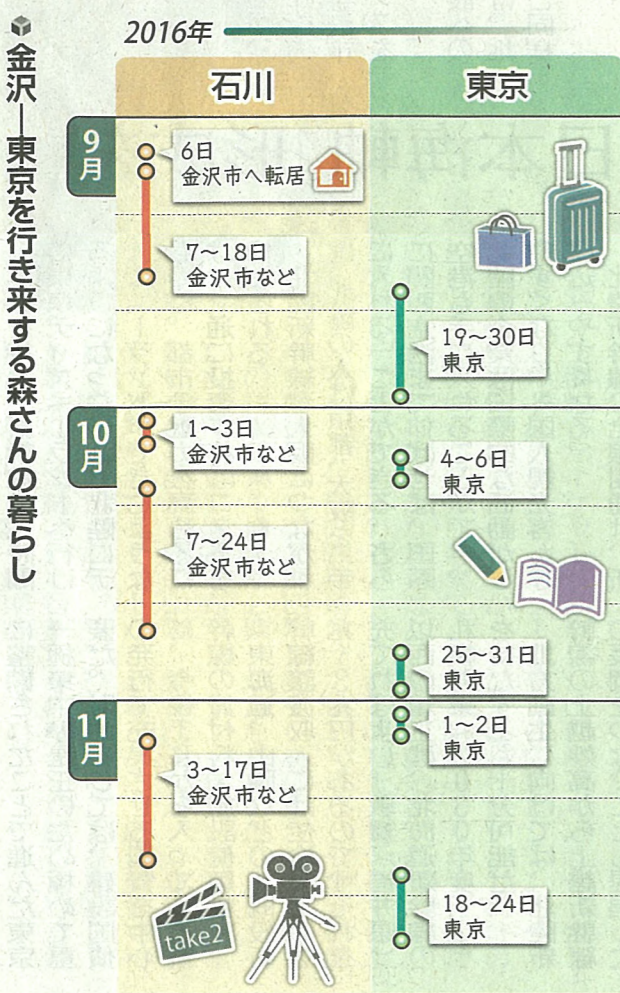 金沢―東京を行き来する森さんの暮らし
2016年
石川
東京
9月
6日
金沢市へ転居
7〜18日
金沢市など
19〜30日
東京
10月
1〜3日
金沢市など
4〜6日
東京
7〜24日
金沢市など
25〜31日
東京
11月
1〜2日
東京
3〜17日
金沢市など
18〜24日
東京
take2